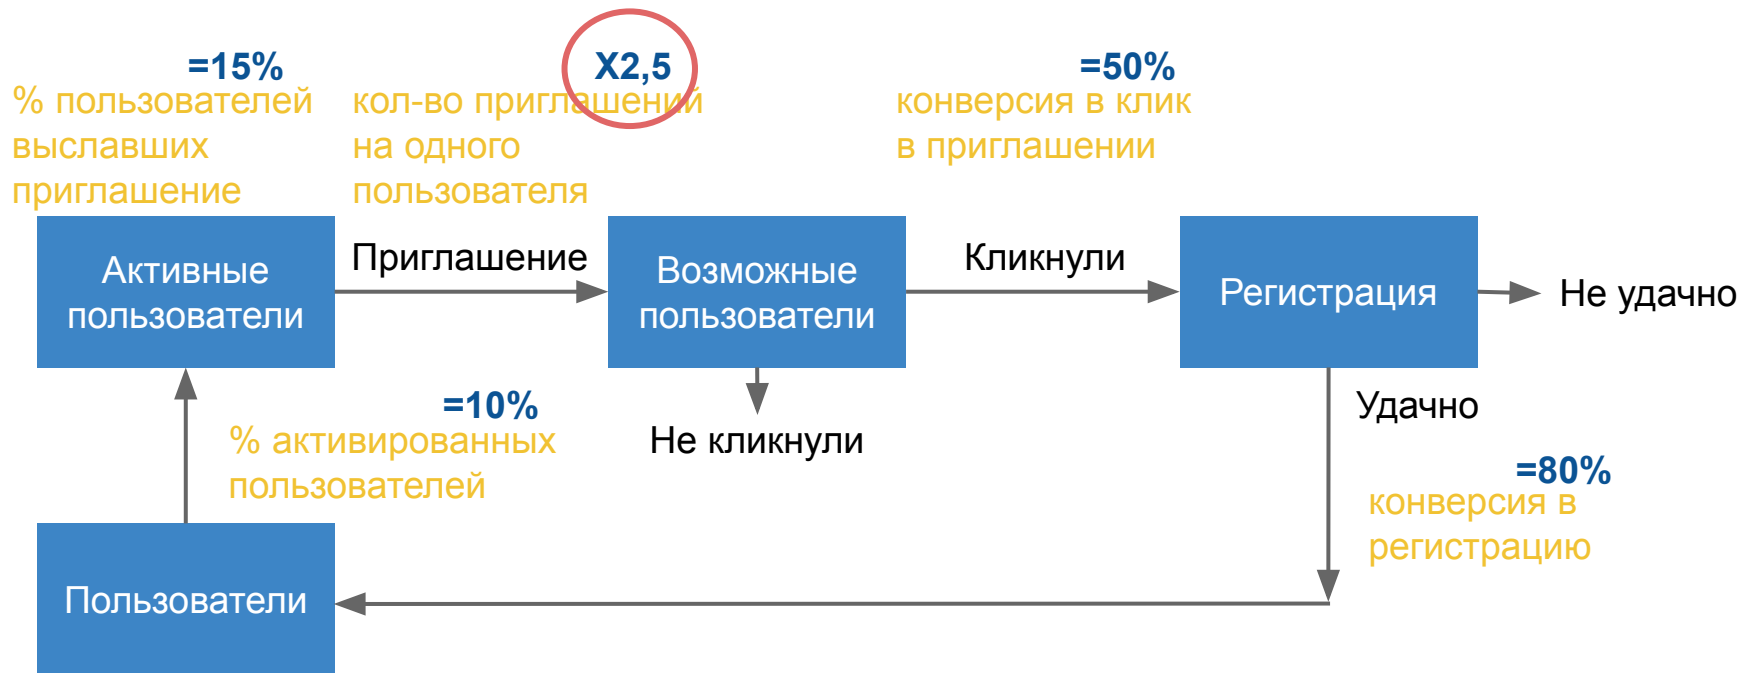 =15%
% пользователей
выславших
приглашение
X2,5
кол-во приглашений
на одного
пользователя
=50%
конверсия в клик
в приглашении
Активные
пользователи
Приглашение
Возможные
пользователи
Кликнули
Регистрация
Не удачно
=10%
% активированных
пользователей
Не кликнули
Удачно
=80%
конверсия в
регистрацию
Пользователи